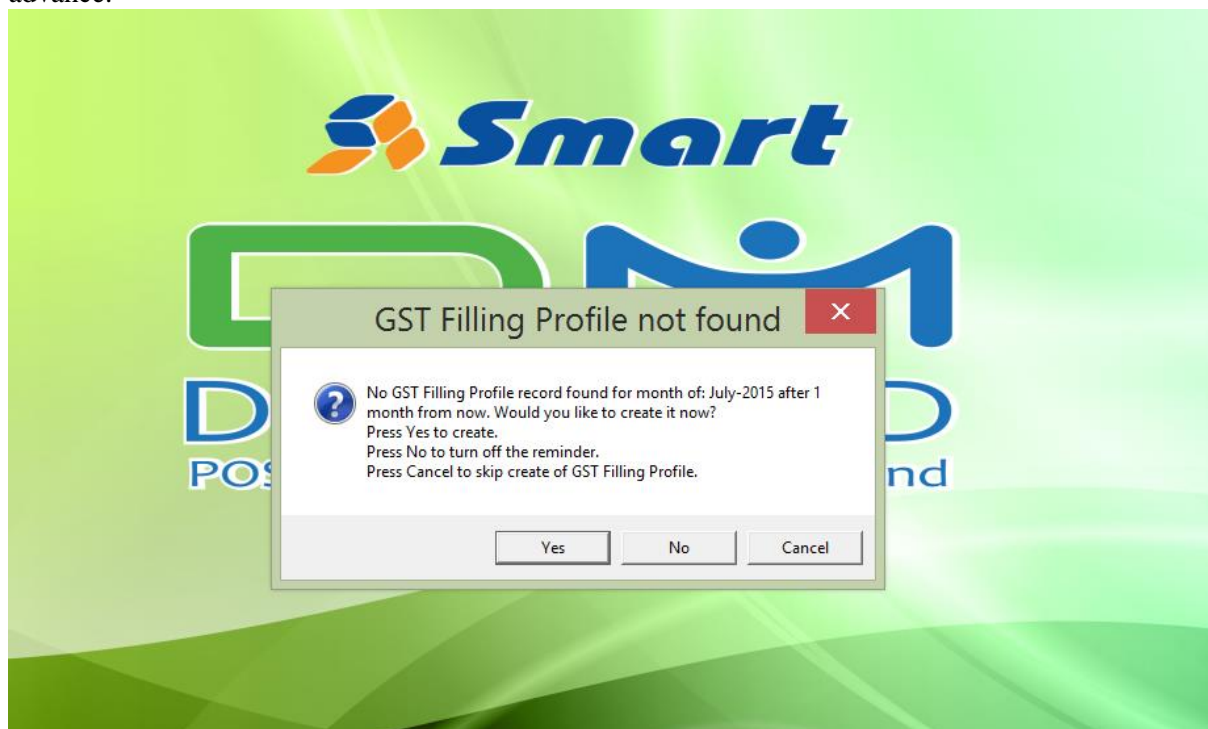 Smart
GST Filling Profile not found
No GST Filling Profile record found for month of: July-2015 after 1
month from now. Would you like to create it now?
Press Yes to create.
Press No to turn off the reminder.
Press Cancel to skip create of GST Filling Profile.
Yes No Cancel